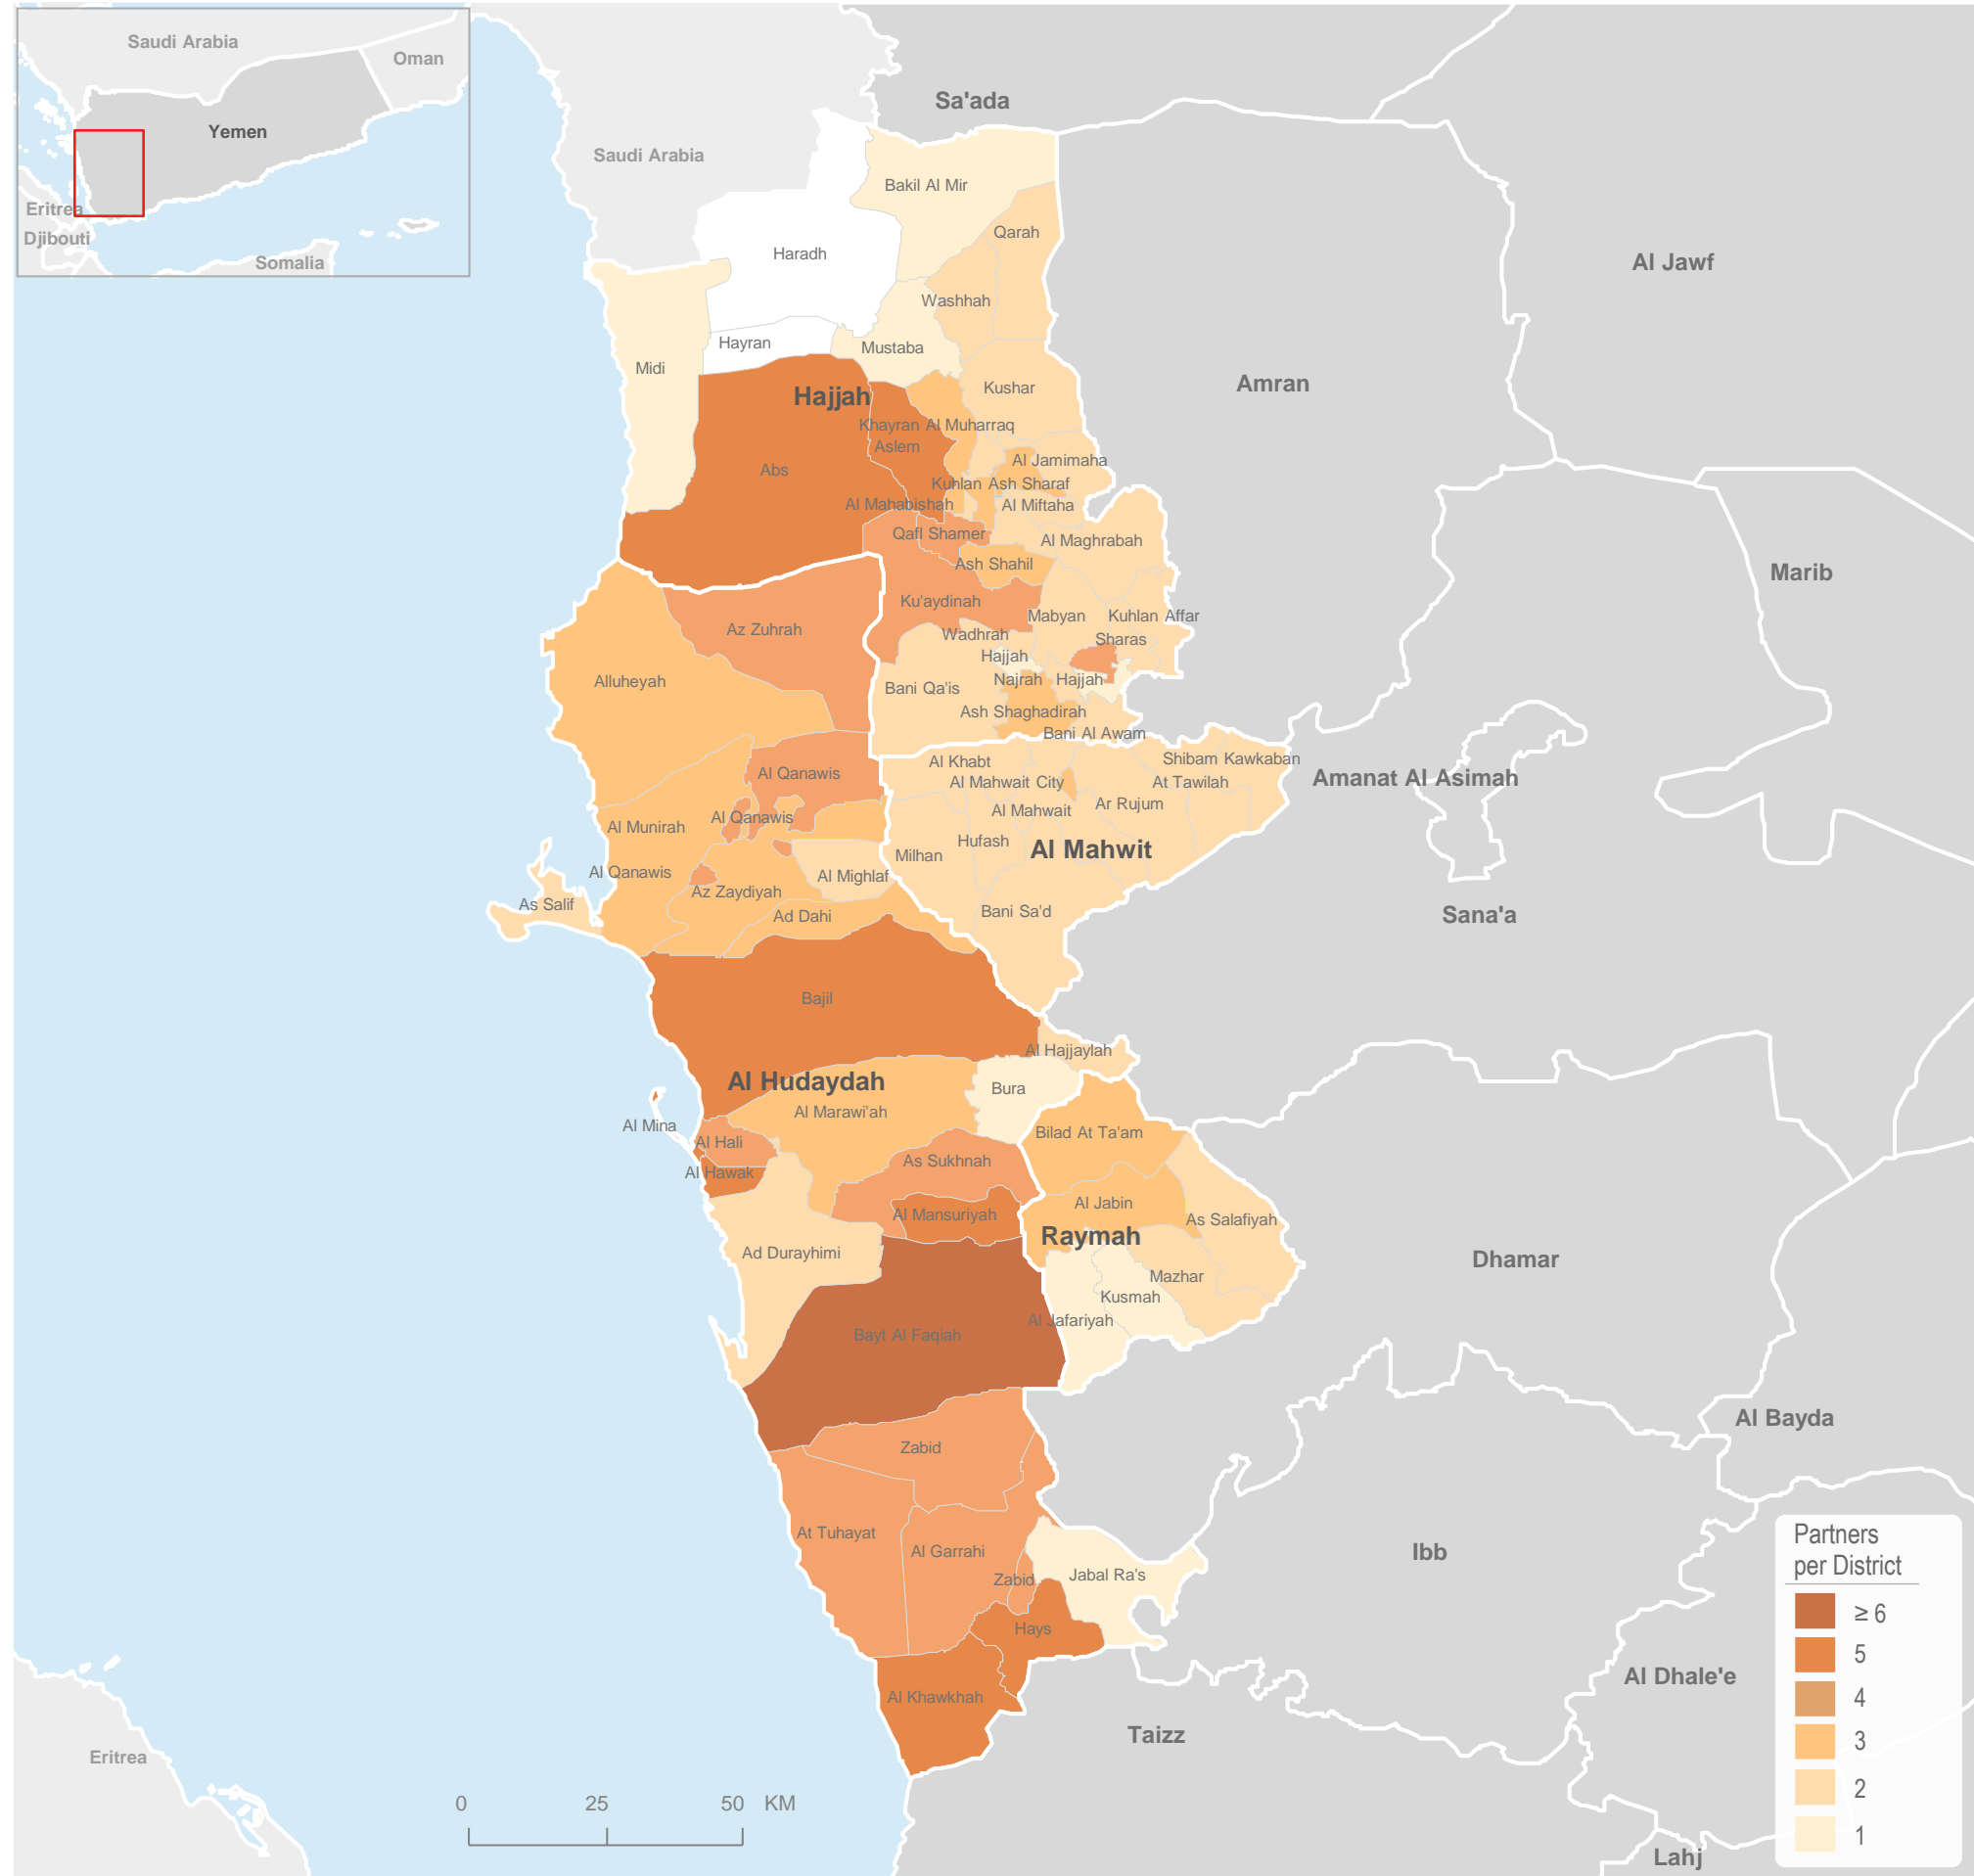 Saudi Arabia
Oman
Yemen
Eritrea
Djibouti
Somalia
Sa'ada
Saudi Arabia
Bakil Al Mir
Qarah
Haradh
Al Jawf
Washhah
Hayran
Mustaba
Midi
Kushar
Amran
Hajjah
Khayran
Al Muharraq
Aslem
Al Jamimaha
Abs
Kuhlan Ash Sharaf
Al Mahabishah
Al Miftaha
Qafl Shamer
Al Maghrabah
Ash Shahil
Marib
Ku'aydinah
Mabyan
Kuhlan Affar
Az Zuhrah
Wadhrah
Sharas
Hajjah
Alluheyah
Bani Qa'is
Najrah
Hajjah
Ash Shaghadirah
Bani Al Awam
Al Khabt
Shibam Kawkaban
Al Qanawis
Al Mahwait City
At Tawilah
Amanat Al Asimah
Al Mahwait
Ar Rujum
Al Munirah
Al Qanawis
Hufash
Al Mahwit
Milhan
Al Qanawis
Al Mighlaf
Az Zaydiyah
As Salif
Ad Dahi
Bani Sa'd
Sana'a
Bajil
Al Hajjaylah
Al Hudaydah
Bura
Al Marawi'ah
Al Mina
Bilad At Ta'am
Al Hali
As Sukhnah
Al Hawak
Al Jabin
Al Mansuriyah
As Salafiyah
Raymah
Ad Durayhimi
Dhamar
Mazhar
Kusmah
Al Jafariyah
Bayt Al Faqiah
Al Bayda
Zabid
At Tuhayat
Al Garrahi
Ibb
Zabid
Jabal Ra's
Hays
Al Khawkhah
Al Dhale'e
Taizz
Eritrea
Lahj
0 25 50 KM
Partners
per District
≥ 6
5
4
3
2
1